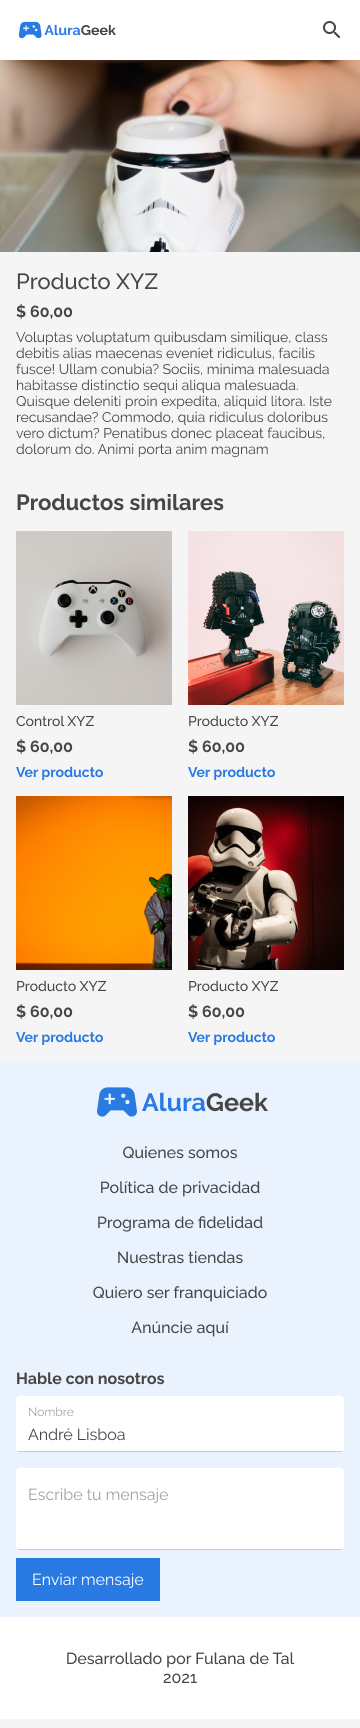 AluraGeek
Producto XYZ
$ 60,00
Voluptas voluptatum quibusdam similique, class
debitis alias maecenas eveniet ridiculus, facilis
fusce! Ullam conubia? Sociis, minima malesuada
habitasse distinctio sequi aliqua malesuada.
Quisque deleniti proin expedita, aliquid litora. Iste
recusandae? Commodo, quia ridiculus doloribus
vero dictum? Penatibus donec placeat faucibus,
dolorum do. Animi porta anim magnam
Productos similares
Control XYZ
$ 60,00
Ver producto
Producto XYZ
$ 60,00
Ver producto
Producto XYZ
$ 60,00
Ver producto
Producto XYZ
$ 60,00
Ver producto
AluraGeek
Quienes somos
Política de privacidad
Programa de fidelidad
Nuestras tiendas
Quiero ser franquiciado
Anúncie aquí
Hable con nosotros
Nombre
André Lisboa
Escribe tu mensaje
Enviar mensaje
Desarrollado por Fulana de Tal
2021